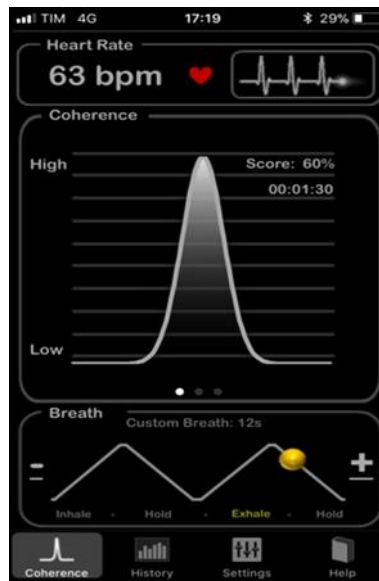 TIM 4G 17:19 29%
Heart Rate
63 bpm
Coherence
High
Score: 60%
00:01:30
Low
Breath
Custom Breath: 12s
- +
Inhale - Hold - Exhale - Hold
Coherence History Settings Help